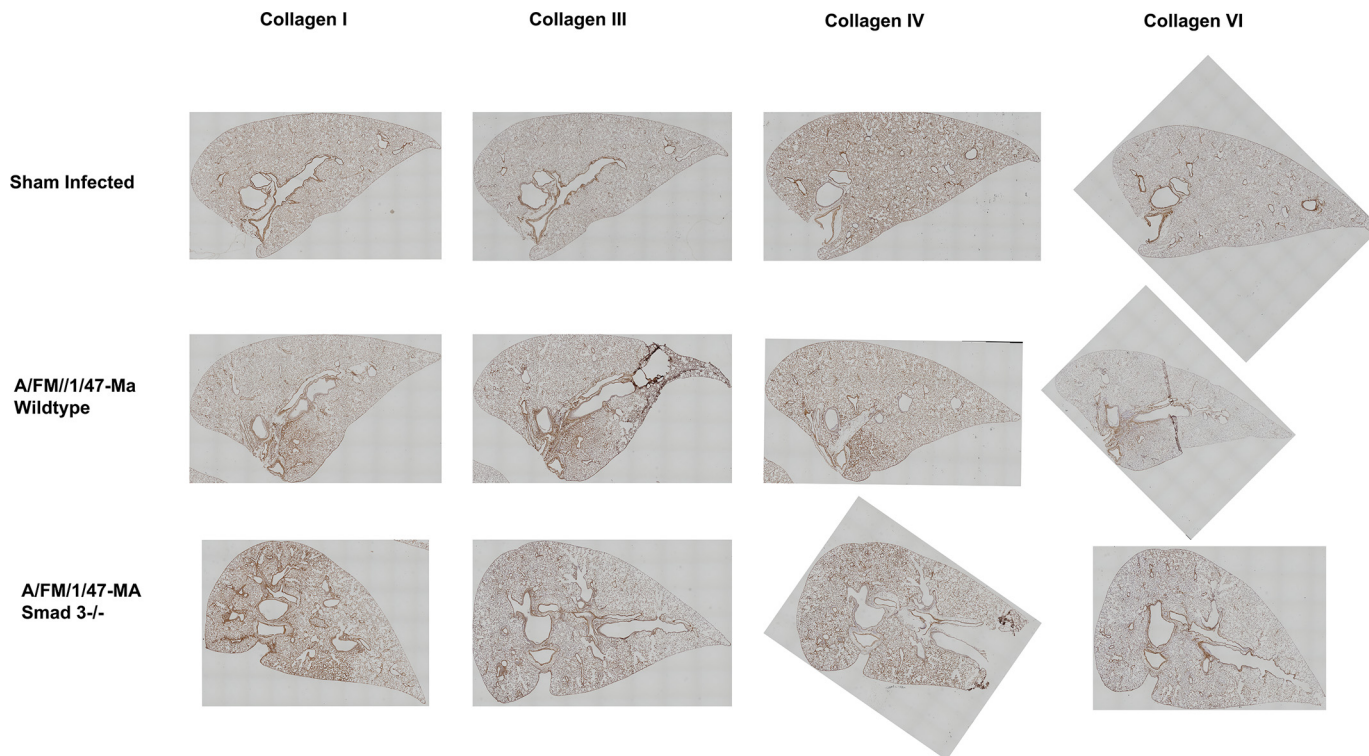 Collagen I
Collagen III
Collagen IV
Collagen VI
Sham Infected
A/FM//1/47-Ma
Wildtype
A/FM/1/47-MA
Smad 3-/-